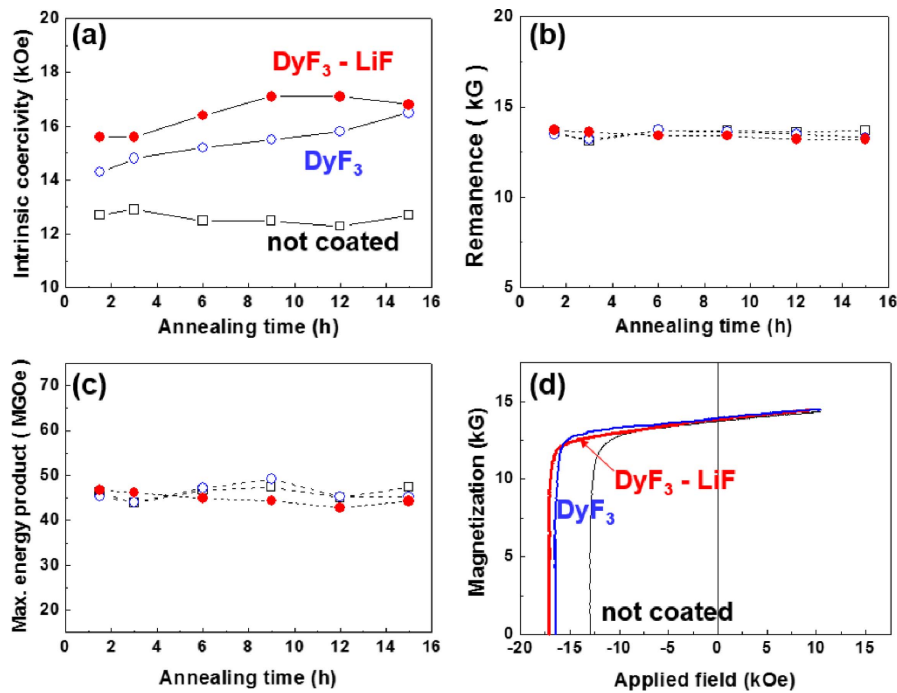 (a)
Intrinsic coercivity (kOe)
20
18
16
14
12
10
DyF₃ - LiF
DyF₃
not coated
0 2 4 6 8 10 12 14 16
Annealing time (h)
(b)
Remanence ( kG )
20
15
10
5
0 2 4 6 8 10 12 14 16
Annealing time (h)
(c)
Max. energy product ( MGOe)
70
60
50
40
30
20
0 2 4 6 8 10 12 14 16
Annealing time (h)
(d)
Magnetization (kG)
15
10
5
0
DyF₃ - LiF
DyF₃
not coated
-20 -15 -10 -5 0 5 10 15
Applied field (kOe)